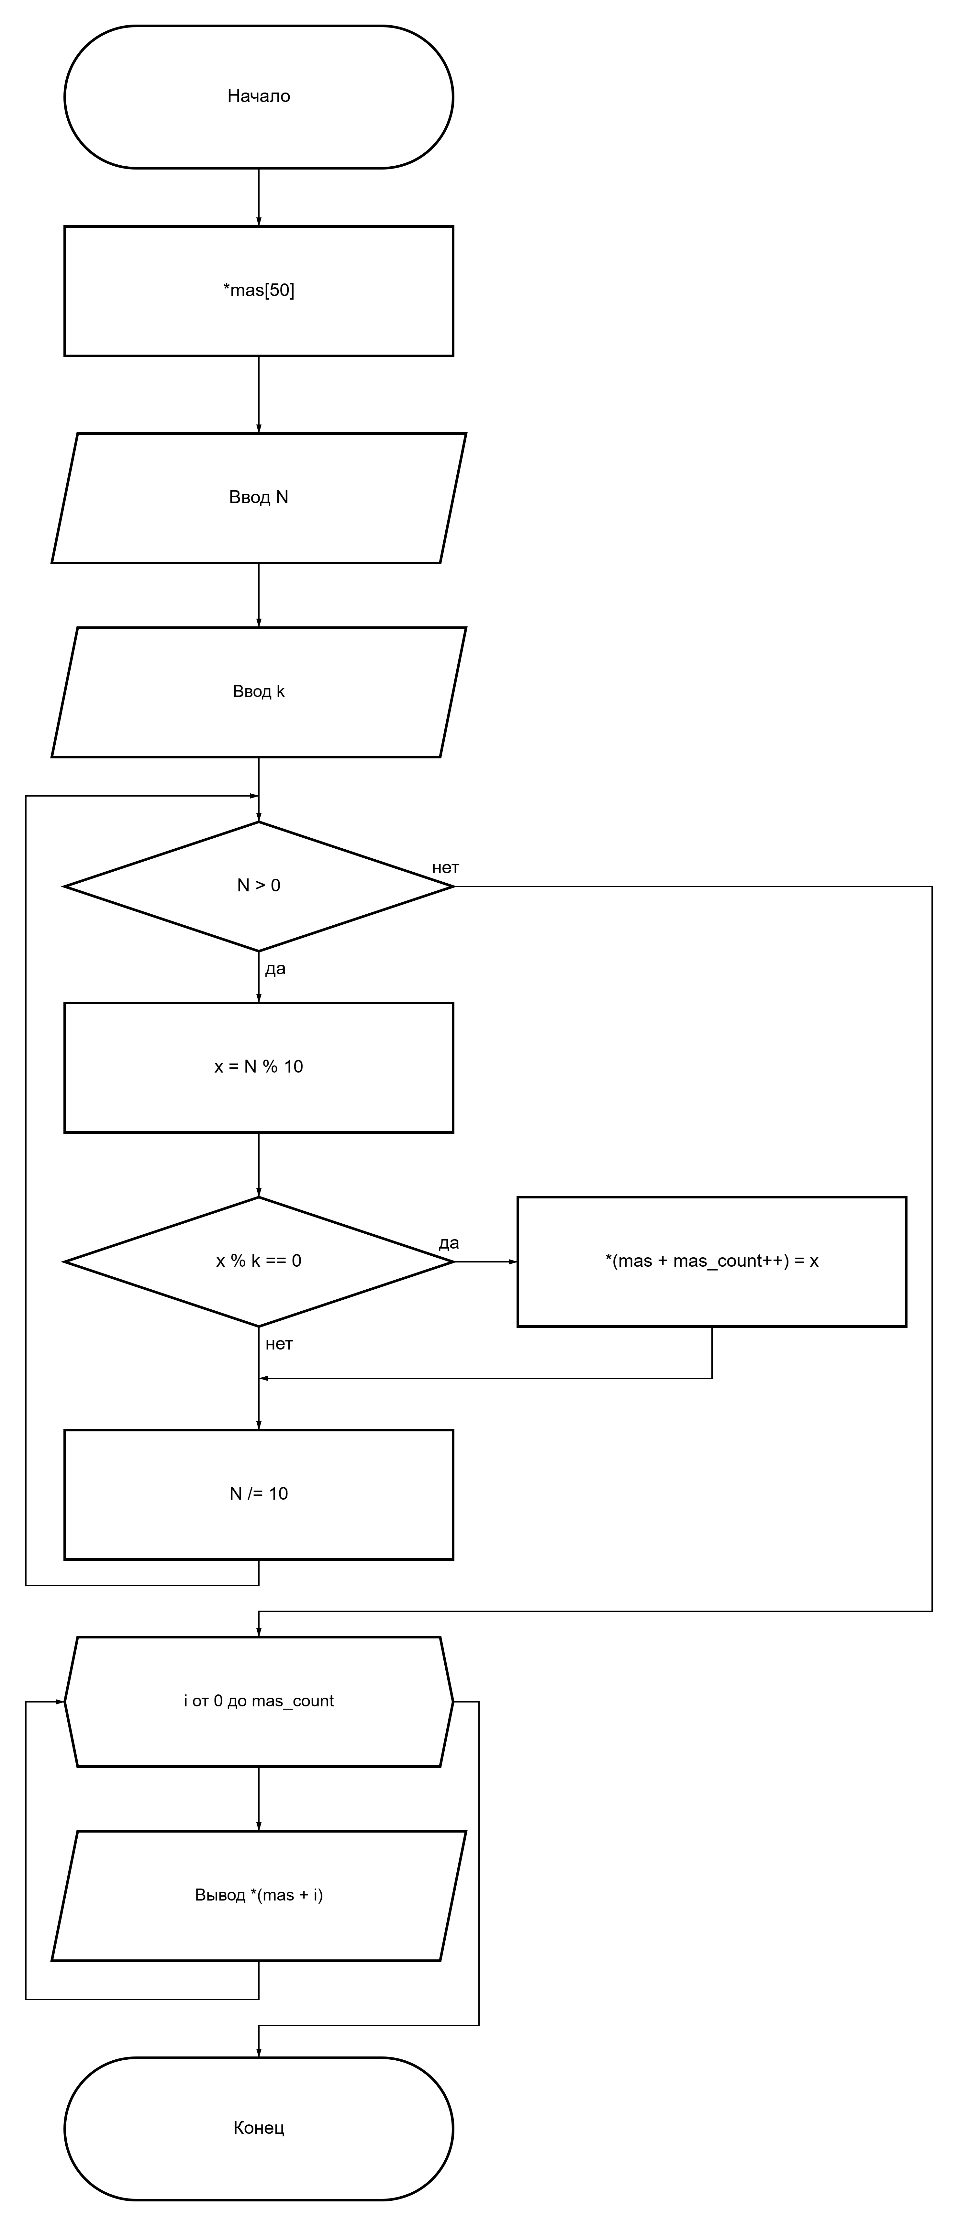 Начало
*mas[50]
Ввод N
Ввод k
N > 0
нет
да
x = N % 10
x % k == 0
да
*(mas + mas_count++) = x
нет
N /= 10
i от 0 до mas_count
Вывод *(mas + i)
Конец